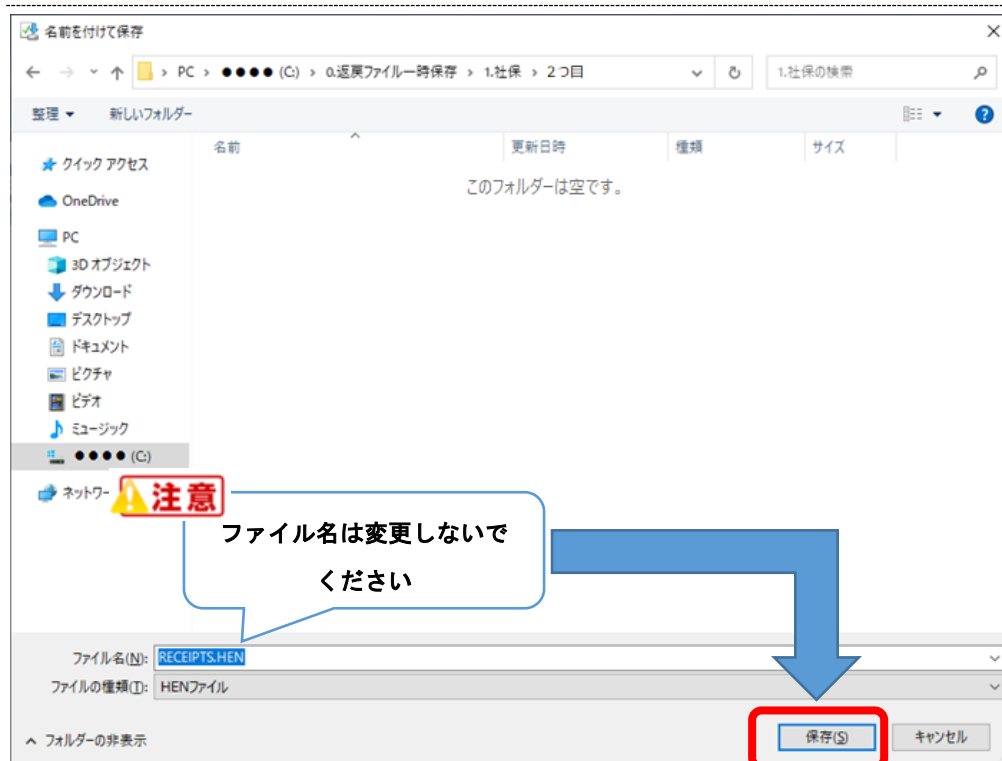 名前を付けて保存
PC › ●●●● (C:) › 0.返戻ファイル一時保存 › 1.社保 › 2つ目
1.社保の検索
整理 新しいフォルダー
名前 更新日時 種類 サイズ
このフォルダーは空です。
クイック アクセス
OneDrive
PC
3D オブジェクト
ダウンロード
デスクトップ
ドキュメント
ピクチャ
ビデオ
ミュージック
●●●● (C:)
ネットワー
注意
ファイル名は変更しないで
ください
ファイル名(N): RECEIPTS.HEN
ファイルの種類(T): HENファイル
フォルダーの非表示
保存(S) キャンセル